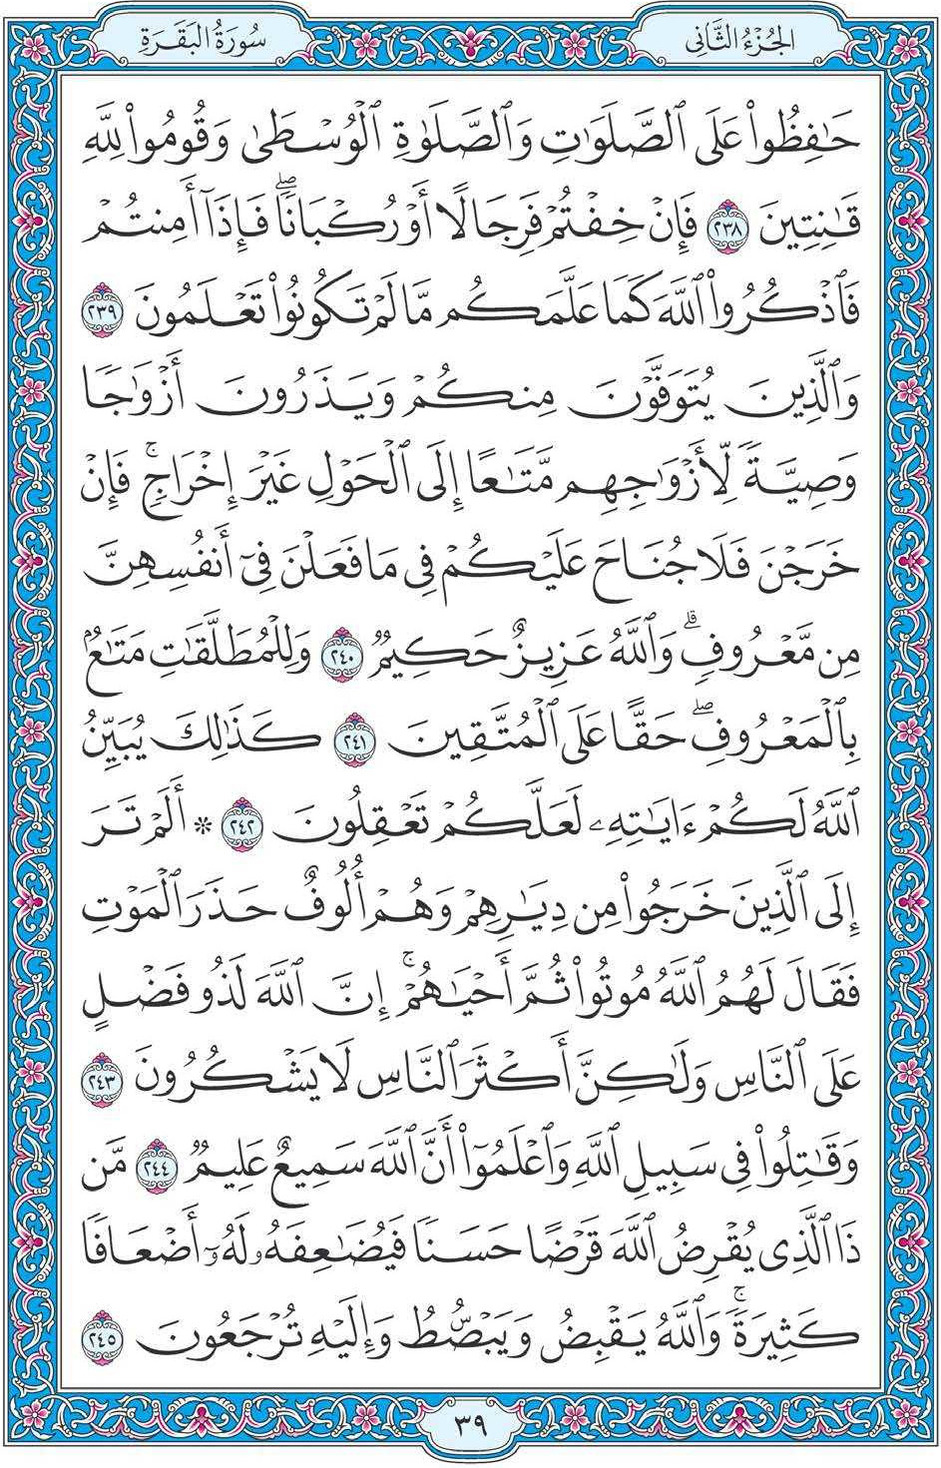 الجُزْءُ الثَّانِى
سُورَةُ البَقَرَةِ
حَٰفِظُواْ عَلَى ٱلصَّلَوَٰتِ وَٱلصَّلَوٰةِ ٱلْوُسْطَىٰ وَقُومُواْ لِلَّهِ
قَٰنِتِينَ ٢٣٨ فَإِنْ خِفْتُمْ فَرِجَالًا أَوْ رُكْبَانًاۖ فَإِذَآ أَمِنتُمْ
فَٱذْكُرُواْ ٱللَّهَ كَمَا عَلَّمَكُم مَّا لَمْ تَكُونُواْ تَعْلَمُونَ ٢٣٩
وَٱلَّذِينَ يُتَوَفَّوْنَ مِنكُمْ وَيَذَرُونَ أَزْوَٰجًا
وَصِيَّةً لِّأَزْوَٰجِهِم مَّتَٰعًا إِلَى ٱلْحَوْلِ غَيْرَ إِخْرَاجٍۚ فَإِنْ
خَرَجْنَ فَلَا جُنَاحَ عَلَيْكُمْ فِى مَا فَعَلْنَ فِىٓ أَنفُسِهِنَّ
مِن مَّعْرُوفٍۗ وَٱللَّهُ عَزِيزٌ حَكِيمٌ ٢٤٠ وَلِلْمُطَلَّقَٰتِ مَتَٰعٌۢ
بِٱلْمَعْرُوفِۖ حَقًّا عَلَى ٱلْمُتَّقِينَ ٢٤١ كَذَٰلِكَ يُبَيِّنُ
ٱللَّهُ لَكُمْ ءَايَٰتِهِۦ لَعَلَّكُمْ تَعْقِلُونَ ٢٤٢ * أَلَمْ تَرَ
إِلَى ٱلَّذِينَ خَرَجُواْ مِن دِيَٰرِهِمْ وَهُمْ أُلُوفٌ حَذَرَ ٱلْمَوْتِ
فَقَالَ لَهُمُ ٱللَّهُ مُوتُواْ ثُمَّ أَحْيَٰهُمْۚ إِنَّ ٱللَّهَ لَذُو فَضْلٍ
عَلَى ٱلنَّاسِ وَلَٰكِنَّ أَكْثَرَ ٱلنَّاسِ لَا يَشْكُرُونَ ٢٤٣
وَقَٰتِلُواْ فِى سَبِيلِ ٱللَّهِ وَٱعْلَمُوٓاْ أَنَّ ٱللَّهَ سَمِيعٌ عَلِيمٌ ٢٤٤ مَّن
ذَا ٱلَّذِى يُقْرِضُ ٱللَّهَ قَرْضًا حَسَنًا فَيُضَٰعِفَهُۥ لَهُۥٓ أَضْعَافًا
كَثِيرَةًۚ وَٱللَّهُ يَقْبِضُ وَيَبْصُۜطُ وَإِلَيْهِ تُرْجَعُونَ ٢٤٥
٣٩